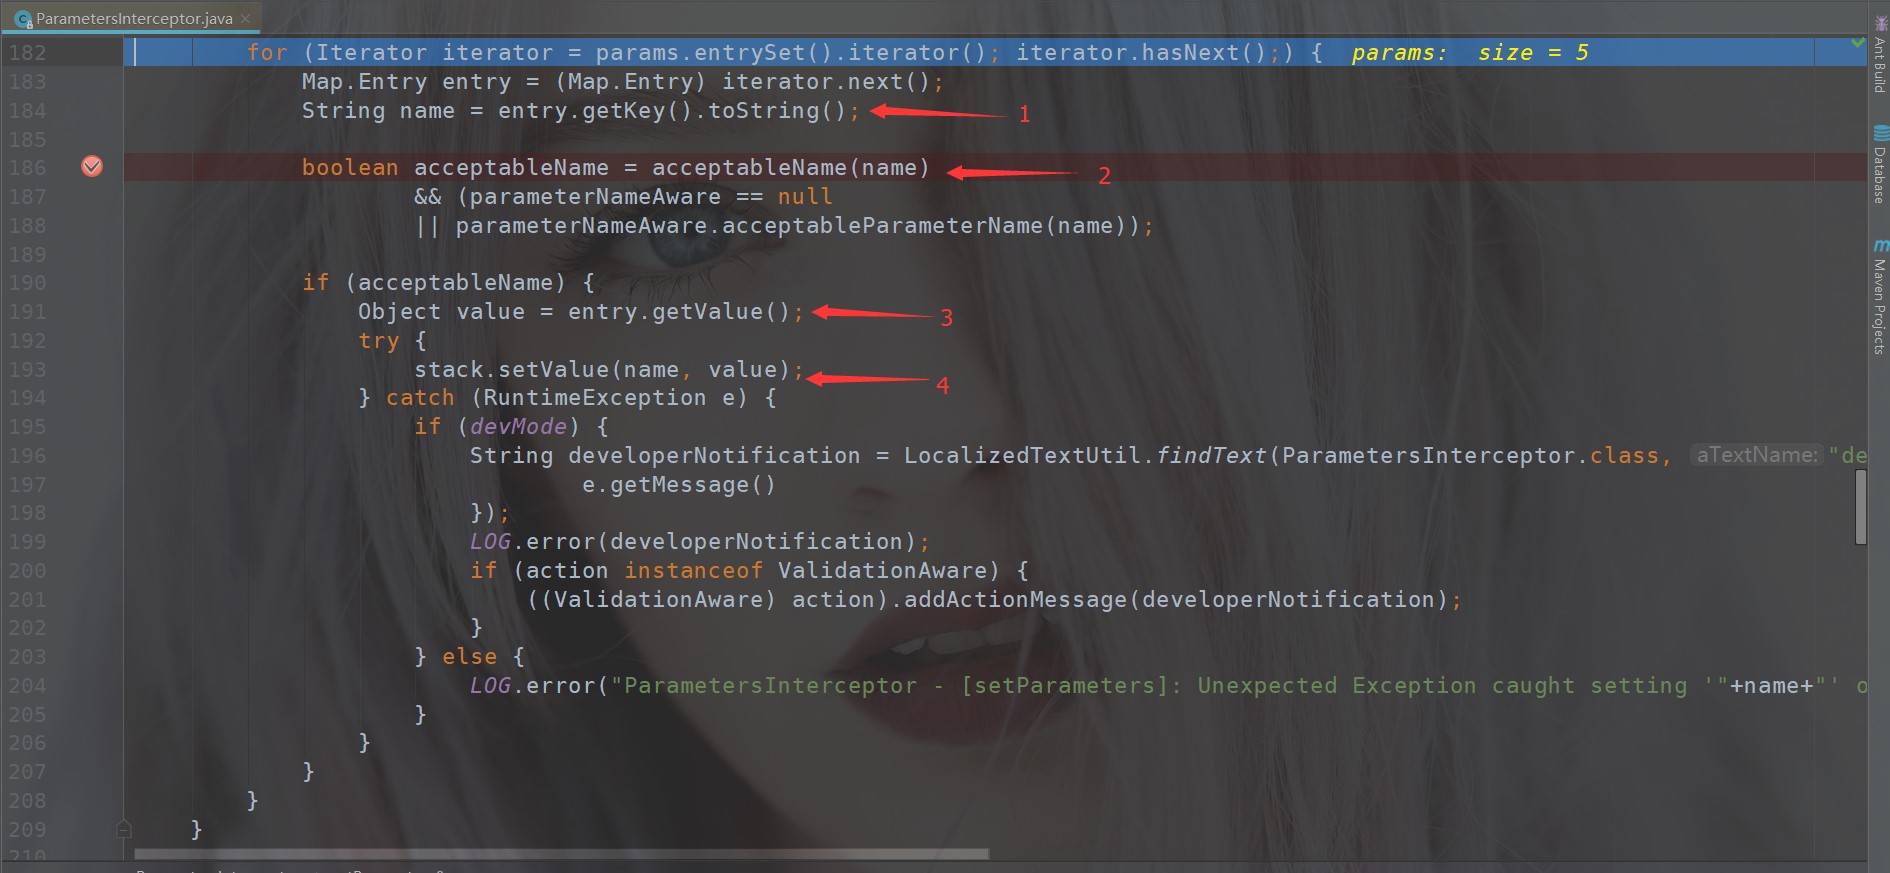 ParametersInterceptor.java
182 for (Iterator iterator = params.entrySet().iterator(); iterator.hasNext();) { params: size = 5
183 Map.Entry entry = (Map.Entry) iterator.next();
184 String name = entry.getKey().toString(); 1
185
186 boolean acceptableName = acceptableName(name) 2
187 && (parameterNameAware == null
188 || parameterNameAware.acceptableParameterName(name));
189
190 if (acceptableName) {
191 Object value = entry.getValue(); 3
192 try {
193 stack.setValue(name, value); 4
194 } catch (RuntimeException e) {
195 if (devMode) {
196 String developerNotification = LocalizedTextUtil.findText(ParametersInterceptor.class, aTextName: "de
197 e.getMessage()
198 });
199 LOG.error(developerNotification);
200 if (action instanceof ValidationAware) {
201 ((ValidationAware) action).addActionMessage(developerNotification);
202 }
203 } else {
204 LOG.error("ParametersInterceptor - [setParameters]: Unexpected Exception caught setting '"+name+"' o
205 }
206 }
207 }
208 }
209 }
210
Ant Build
Database
Maven Projects